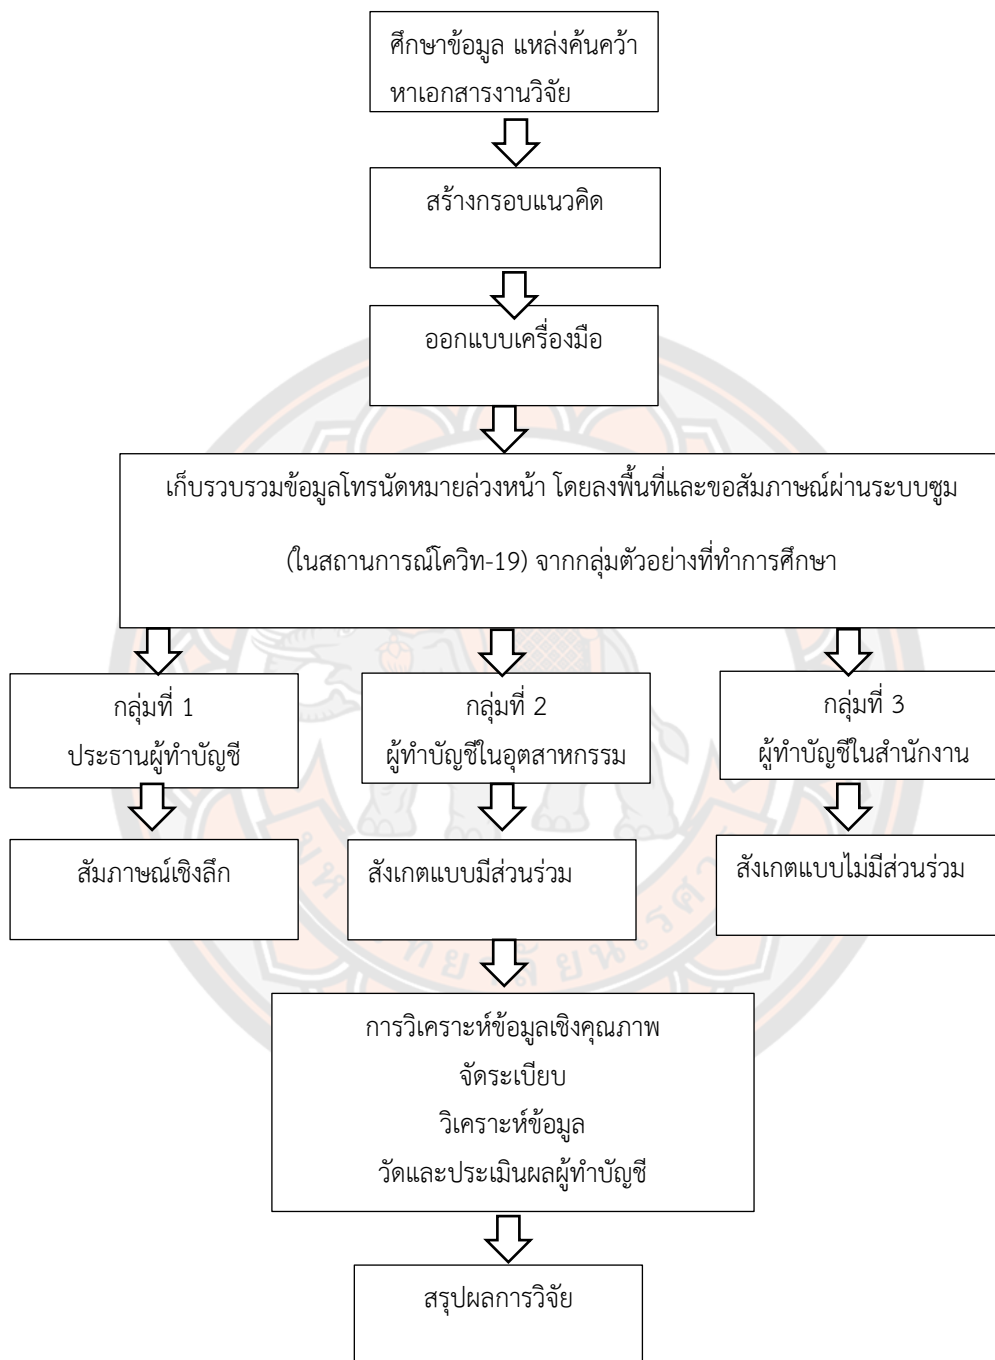 ศึกษาข้อมูล แหล่งค้นคว้า
หาเอกสารงานวิจัย
สร้างกรอบแนวคิด
ออกแบบเครื่องมือ
เก็บรวบรวมข้อมูลโทรนัดหมายล่วงหน้า โดยลงพื้นที่และขอสัมภาษณ์ผ่านระบบซูม
(ในสถานการณ์โควิท-19) จากกลุ่มตัวอย่างที่ทำการศึกษา
กลุ่มที่ 1
ประธานผู้ทำบัญชี
กลุ่มที่ 2
ผู้ทำบัญชีในอุตสาหกรรม
กลุ่มที่ 3
ผู้ทำบัญชีในสำนักงาน
สัมภาษณ์เชิงลึก
สังเกตแบบมีส่วนร่วม
สังเกตแบบไม่มีส่วนร่วม
การวิเคราะห์ข้อมูลเชิงคุณภาพ
จัดระเบียบ
วิเคราะห์ข้อมูล
วัดและประเมินผลผู้ทำบัญชี
สรุปผลการวิจัย